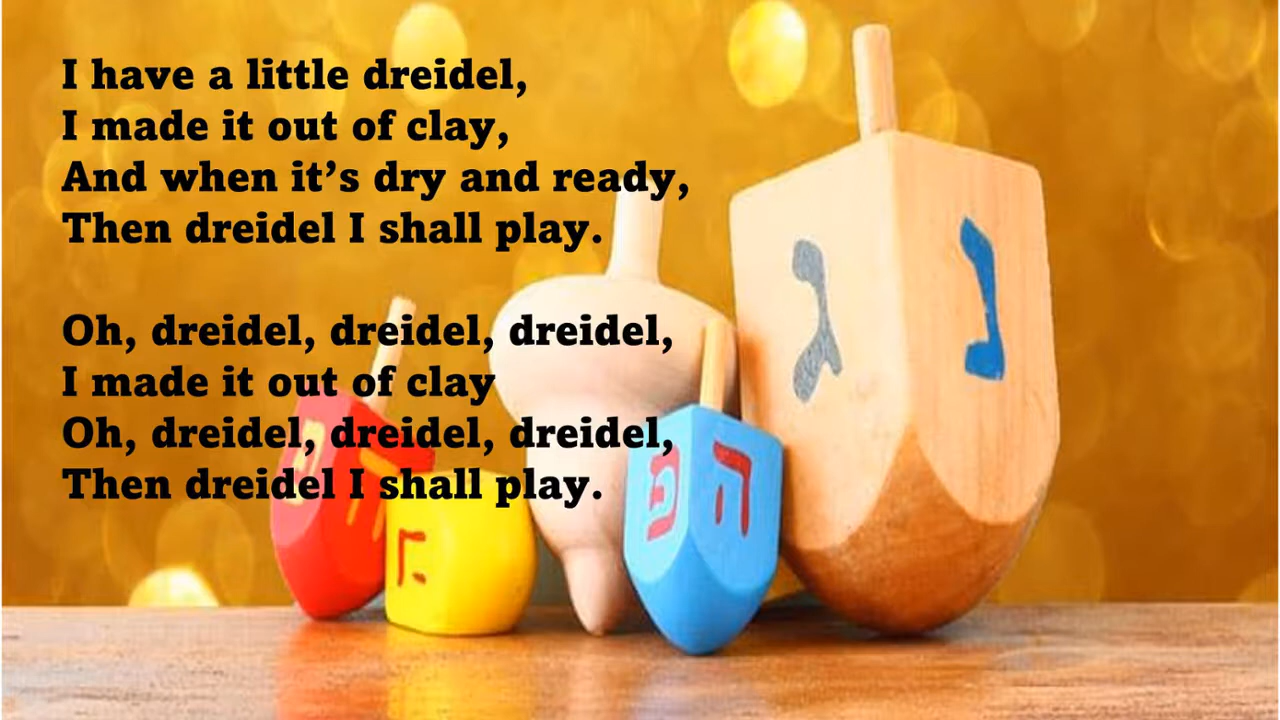 I have a little dreidel,
I made it out of clay,
And when it’s dry and ready,
Then dreidel I shall play.
Oh, dreidel, dreidel, dreidel,
I made it out of clay
Oh, dreidel, dreidel, dreidel,
Then dreidel I shall play.
ג נ
פ ה